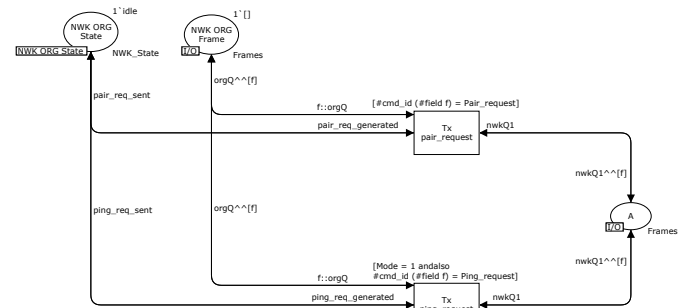 1`idle
NWK ORG
State
NWK ORG State
NWK_State
1`[]
NWK ORG
Frame
I/O
Frames
orgQ^^[f]
pair_req_sent
f::orgQ
[#cmd_id (#field f) = Pair_request]
pair_req_generated
Tx
pair_request
nwkQ1
nwkQ1^^[f]
ping_req_sent
orgQ^^[f]
A
I/O
Frames
nwkQ1^^[f]
[Mode = 1 andalso
#cmd_id (#field f) = Ping_request]
f::orgQ
ping_req_generated
Tx
nwkQ1